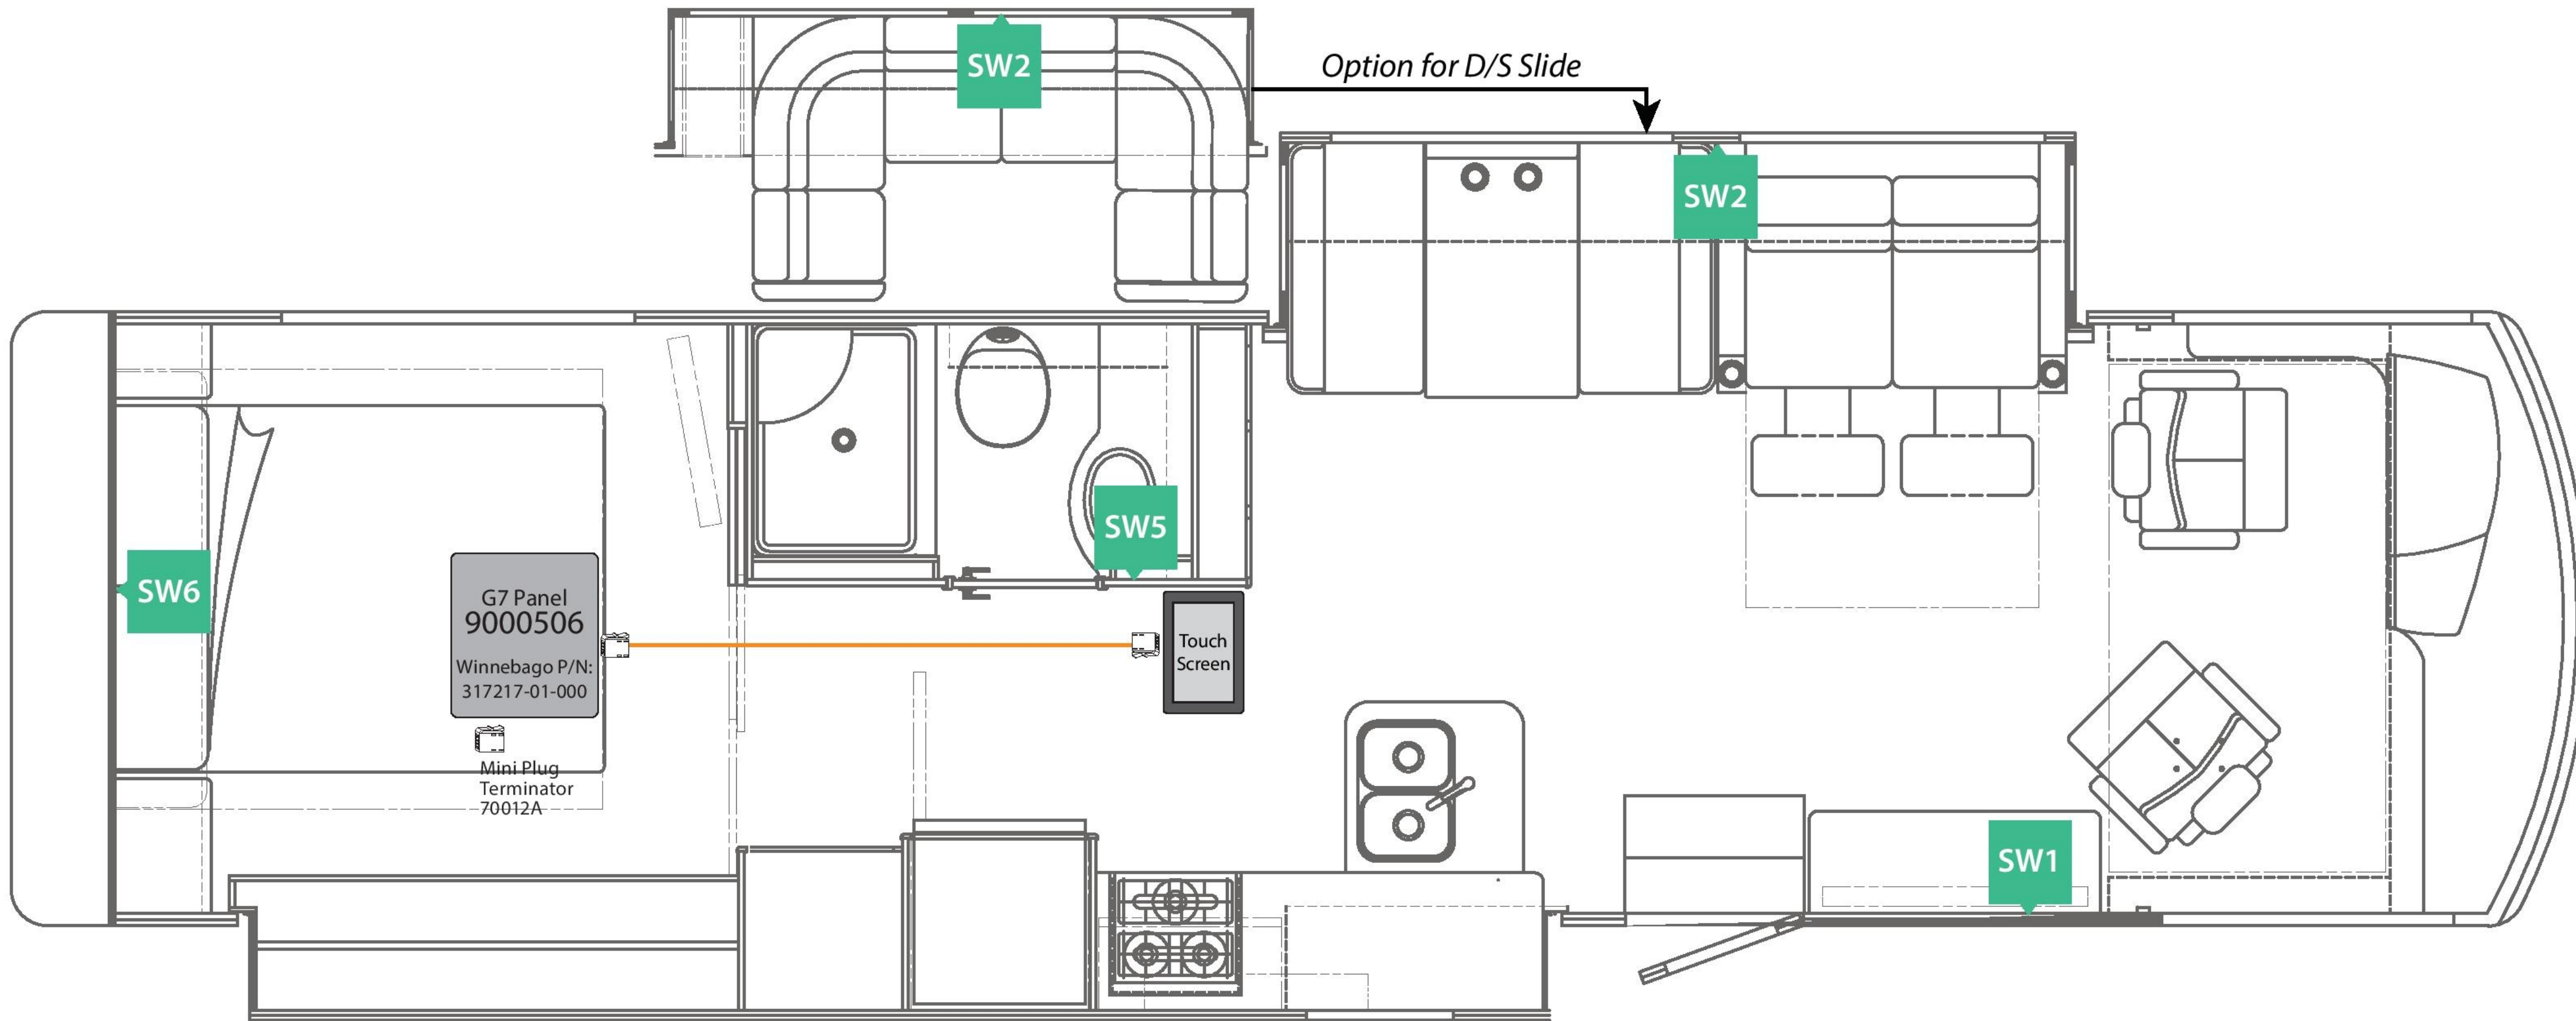 SW2
Option for D/S Slide
SW2
SW5
SW6
G7 Panel
9000506
Winnebago P/N:
317217-01-000
Touch
Screen
Mini Plug
Terminator
70012A
SW1